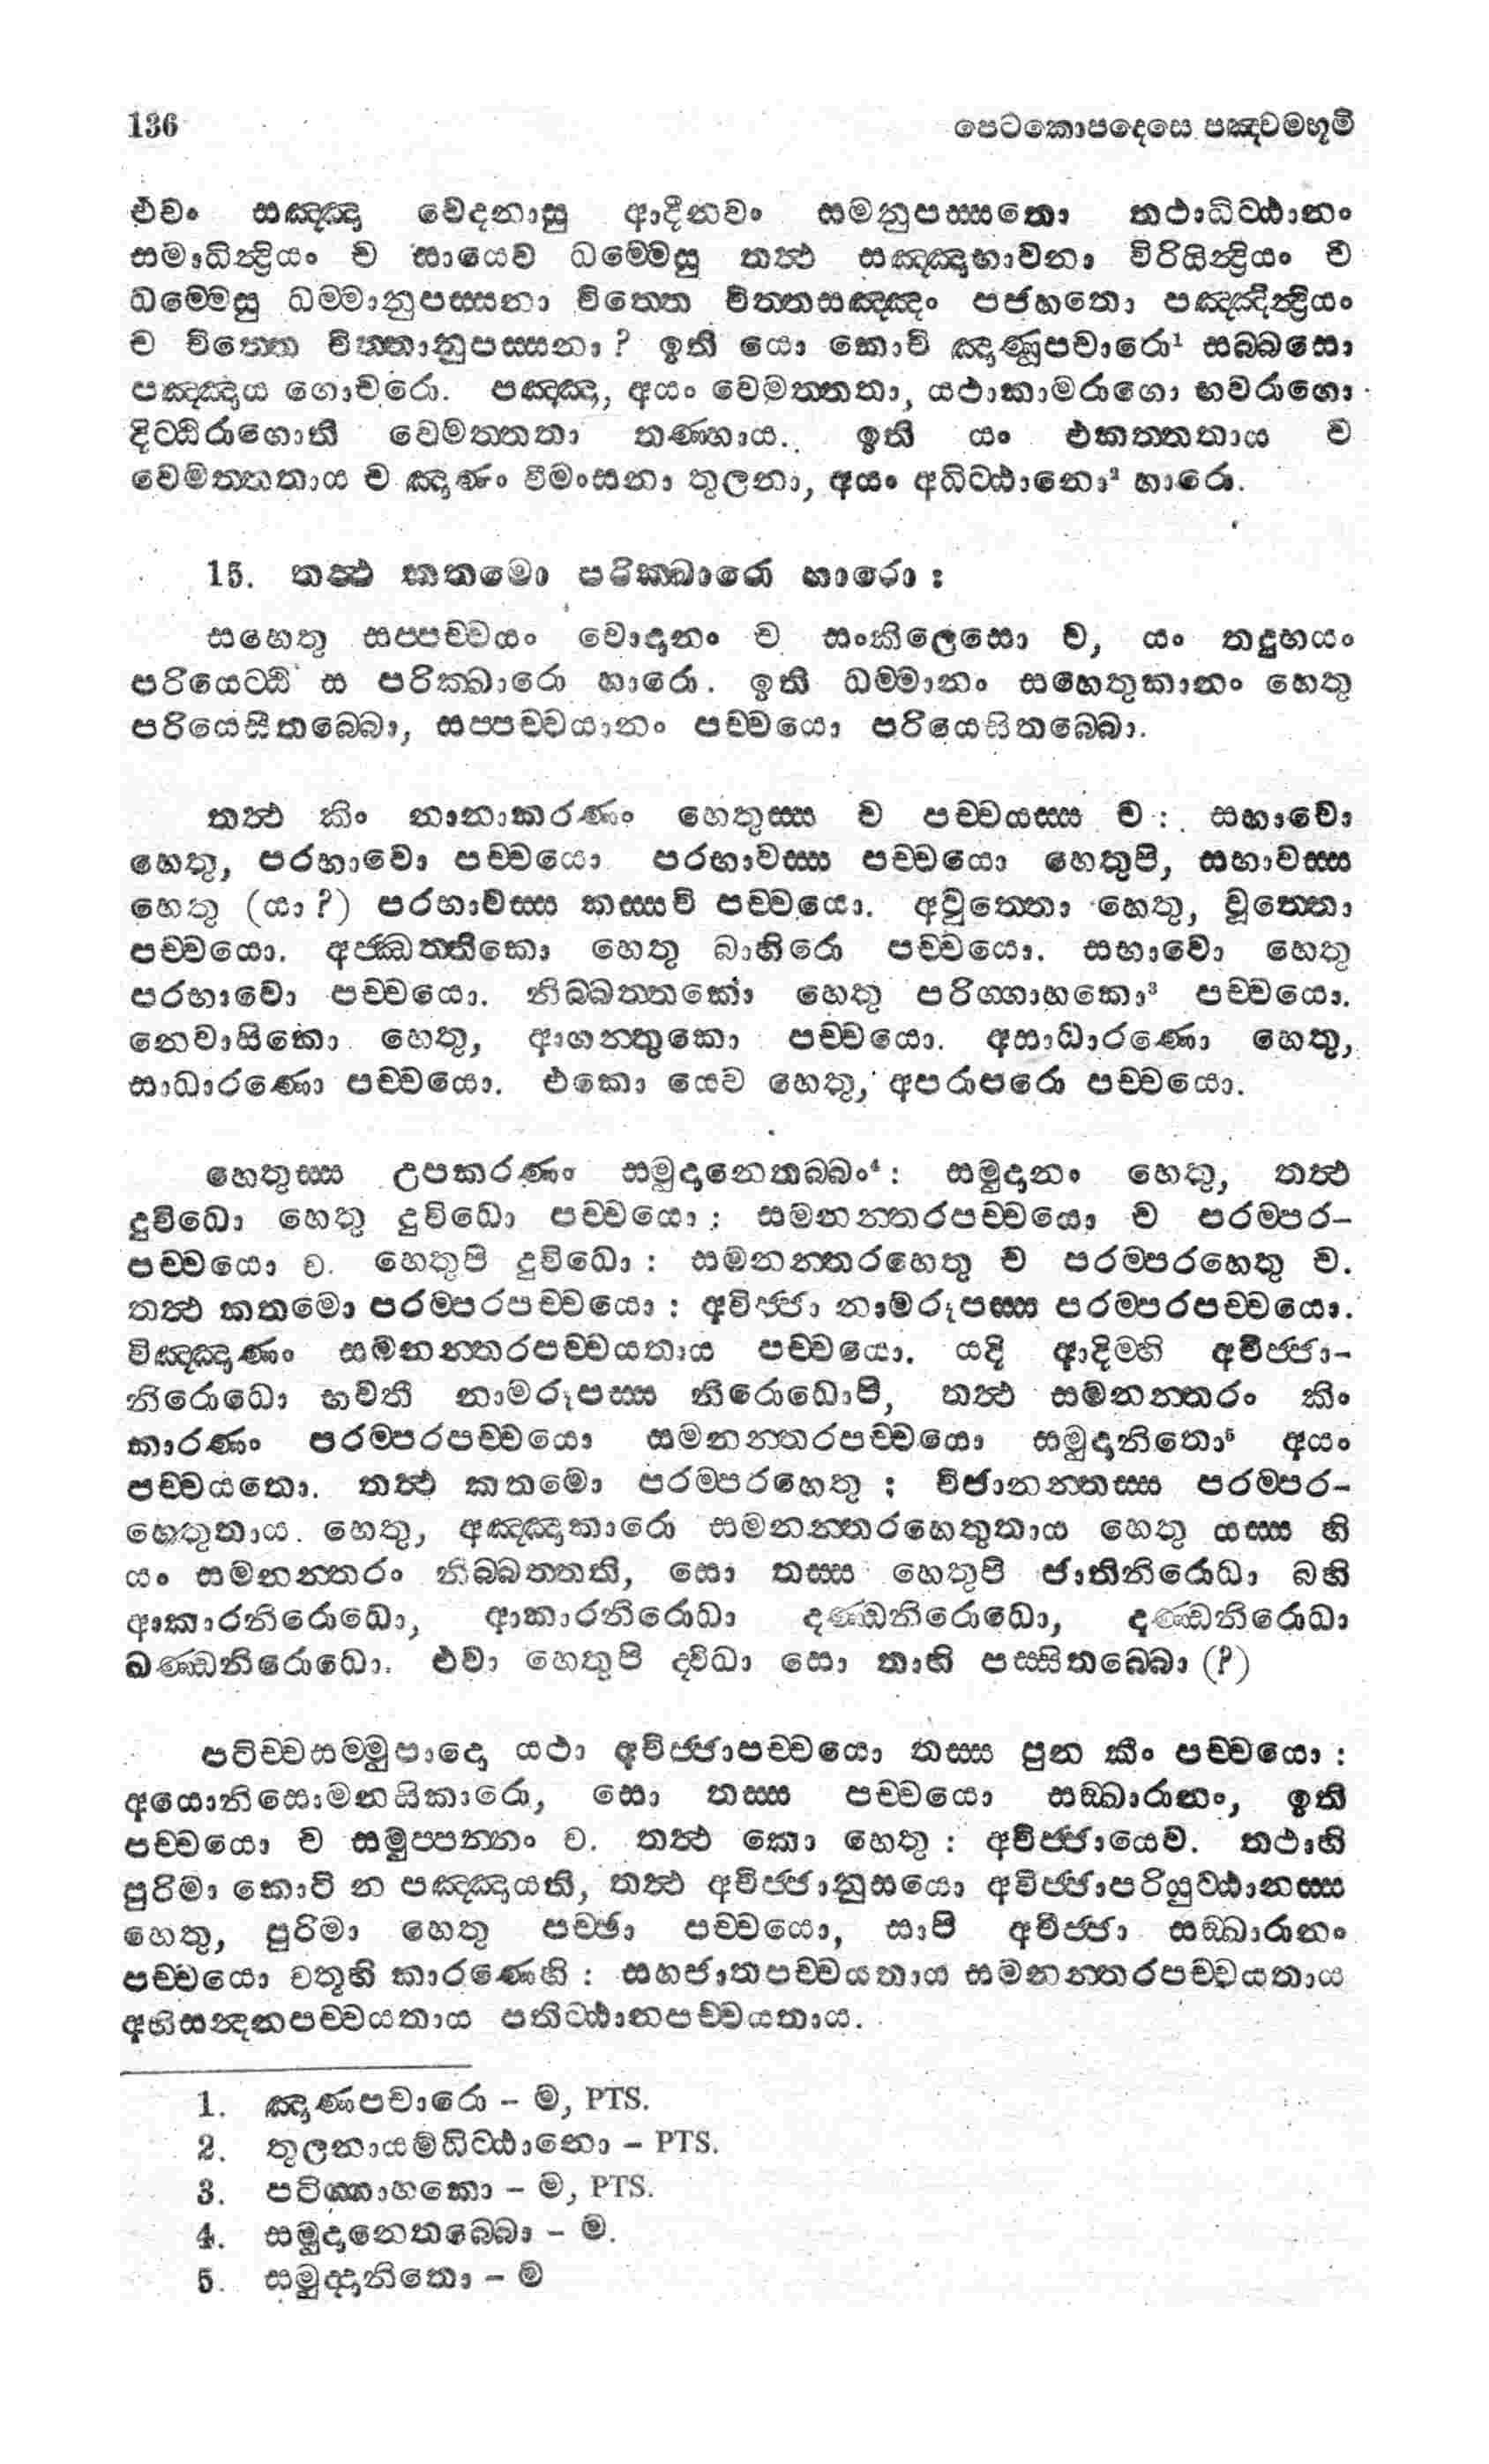 136 පෙටකොපදෙසෙ පඤ්චමභූමි
එවං සඤ්ඤා වෙදනාසු ආදීනවං සමනුපස්සතො තථාධිට්ඨානං
සමාධින්ද්‍රියං ච සායෙව ධම්මෙසු තත්‍ථ සඤ්ඤාභාවනා විරියින්ද්‍රියං ච
ධම්මෙසු ධම්මානුපස්සනා චිත්තෙ චිත්තසඤ්ඤං පජහතො පඤ්ඤින්ද්‍රියං
ච චිත්තෙ චිත්තානුපස්සනා? ඉති යො කොචි ඤාණූපචාරො¹ සබ්බසො
පඤ්ඤාය ගොචරො. පඤ්ඤා, අයං වෙමත්තතා, යථාකාමරාගො භවරාගො
දිට්ඨිරාගොති වෙමත්තතා තණ්හාය. ඉති යං එකත්තතාය ච
වෙමත්තතාය ච ඤාණං වීමංසනා තුලනා, අයං අධිට්ඨානො² හාරො.
15. තත්‍ථ කතමො පරික්ඛාරො හාරො :
සහෙතු සප්පච්චයං වොදානං ච සංකිලෙසො ච, යං තදුභයං
පරියෙට්ඨි ස පරික්ඛාරො හාරො. ඉති ධම්මානං සහෙතුකානං හෙතු
පරියෙසිතබ්බො, සප්පච්චයානං පච්චයො පරියෙසිතබ්බො.
තත්‍ථ කිං නානාකරණං හෙතුස්ස ච පච්චයස්ස ච : සභාවො
හෙතු, පරභාවො පච්චයො පරභාවස්ස පච්චයො හෙතුපි, සභාවස්ස
හෙතු (යා ?) පරභාවස්ස කස්සචි පච්චයො. අවුත්තො හෙතු, වුත්තො
පච්චයො. අජ්ඣත්තිකො හෙතු බාහිරො පච්චයො. සභාවො හෙතු
පරභාවො පච්චයො. නිබ්බත්තකො හෙතු පරිග්ගාහකො³ පච්චයො.
නෙවාසිකො හෙතු, ආගන්තුකො පච්චයො. අසාධාරණො හෙතු,
සාධාරණො පච්චයො. එකො යෙව හෙතු, අපරාපරො පච්චයො.
හෙතුස්ස උපකරණං සමුදානෙතබ්බං⁴ : සමුදානං හෙතු, තත්‍ථ
දුවිධො හෙතු දුවිධො පච්චයො : සමනන්තරපච්චයො ච පරම්පර-
පච්චයො ච. හෙතුපි දුවිධො : සමනන්තරහෙතු ච පරම්පරහෙතු ච.
තත්‍ථ කතමො පරම්පරපච්චයො : අවිජ්ජා නාමරූපස්ස පරම්පරපච්චයො.
විඤ්ඤාණං සමනන්තරපච්චයතාය පච්චයො. යදි ආදිම්හි අවිජ්ජා-
නිරොධො භවති නාමරූපස්ස නිරොධොපි, තත්‍ථ සමනන්තරං කිං
කාරණං පරම්පරපච්චයො සමනන්තරපච්චයො සමුදානිතො⁵ අයං
පච්චයතො. තත්‍ථ කතමො පරම්පරහෙතු : විජානන්තස්ස පරම්පර-
හෙතුතාය හෙතු, අඤ්ඤාකාරො සමනන්තරහෙතුතාය හෙතු යස්ස හි
යං සමනන්තරං නිබ්බත්තති, සො තස්ස හෙතුපි ජාතිනිරොධා බහි
ආකාරනිරොධො, ආකාරනිරොධා දණ්ඩනිරොධො, දණ්ඩනිරොධා
ඛණ්ඩනිරොධො. එවං හෙතුපි ද්විධා සො තාහි පස්සිතබ්බො (?)
පටිච්චසමුප්පාදො යථා අවිජ්ජාපච්චයො තස්ස පුන කිං පච්චයො :
අයොනිසොමනසිකාරො, සො තස්ස පච්චයො සඞ්ඛාරානං, ඉති
පච්චයො ච සමුප්පන්නං ච. තත්‍ථ කො හෙතු : අවිජ්ජායෙව. තථාහි
පුරිමා කොටි න පඤ්ඤායති, තත්‍ථ අවිජ්ජානුසයො අවිජ්ජාපරියුට්ඨානස්ස
හෙතු, පුරිමා හෙතු පච්ඡා පච්චයො, සාපි අවිජ්ජා සඞ්ඛාරානං
පච්චයො චතූහි කාරණෙහි : සහජාතපච්චයතාය සමනන්තරපච්චයතාය
අභිසන්දනපච්චයතාය පතිට්ඨානපච්චයතාය.
1. ඤාණපචාරො – ම, PTS.
2. තුලනායමධිට්ඨානො – PTS.
3. පටිග්ගාහකො – ම, PTS.
4. සමුදානෙතබ්බො – ම.
5. සමුඤානිතො – ම